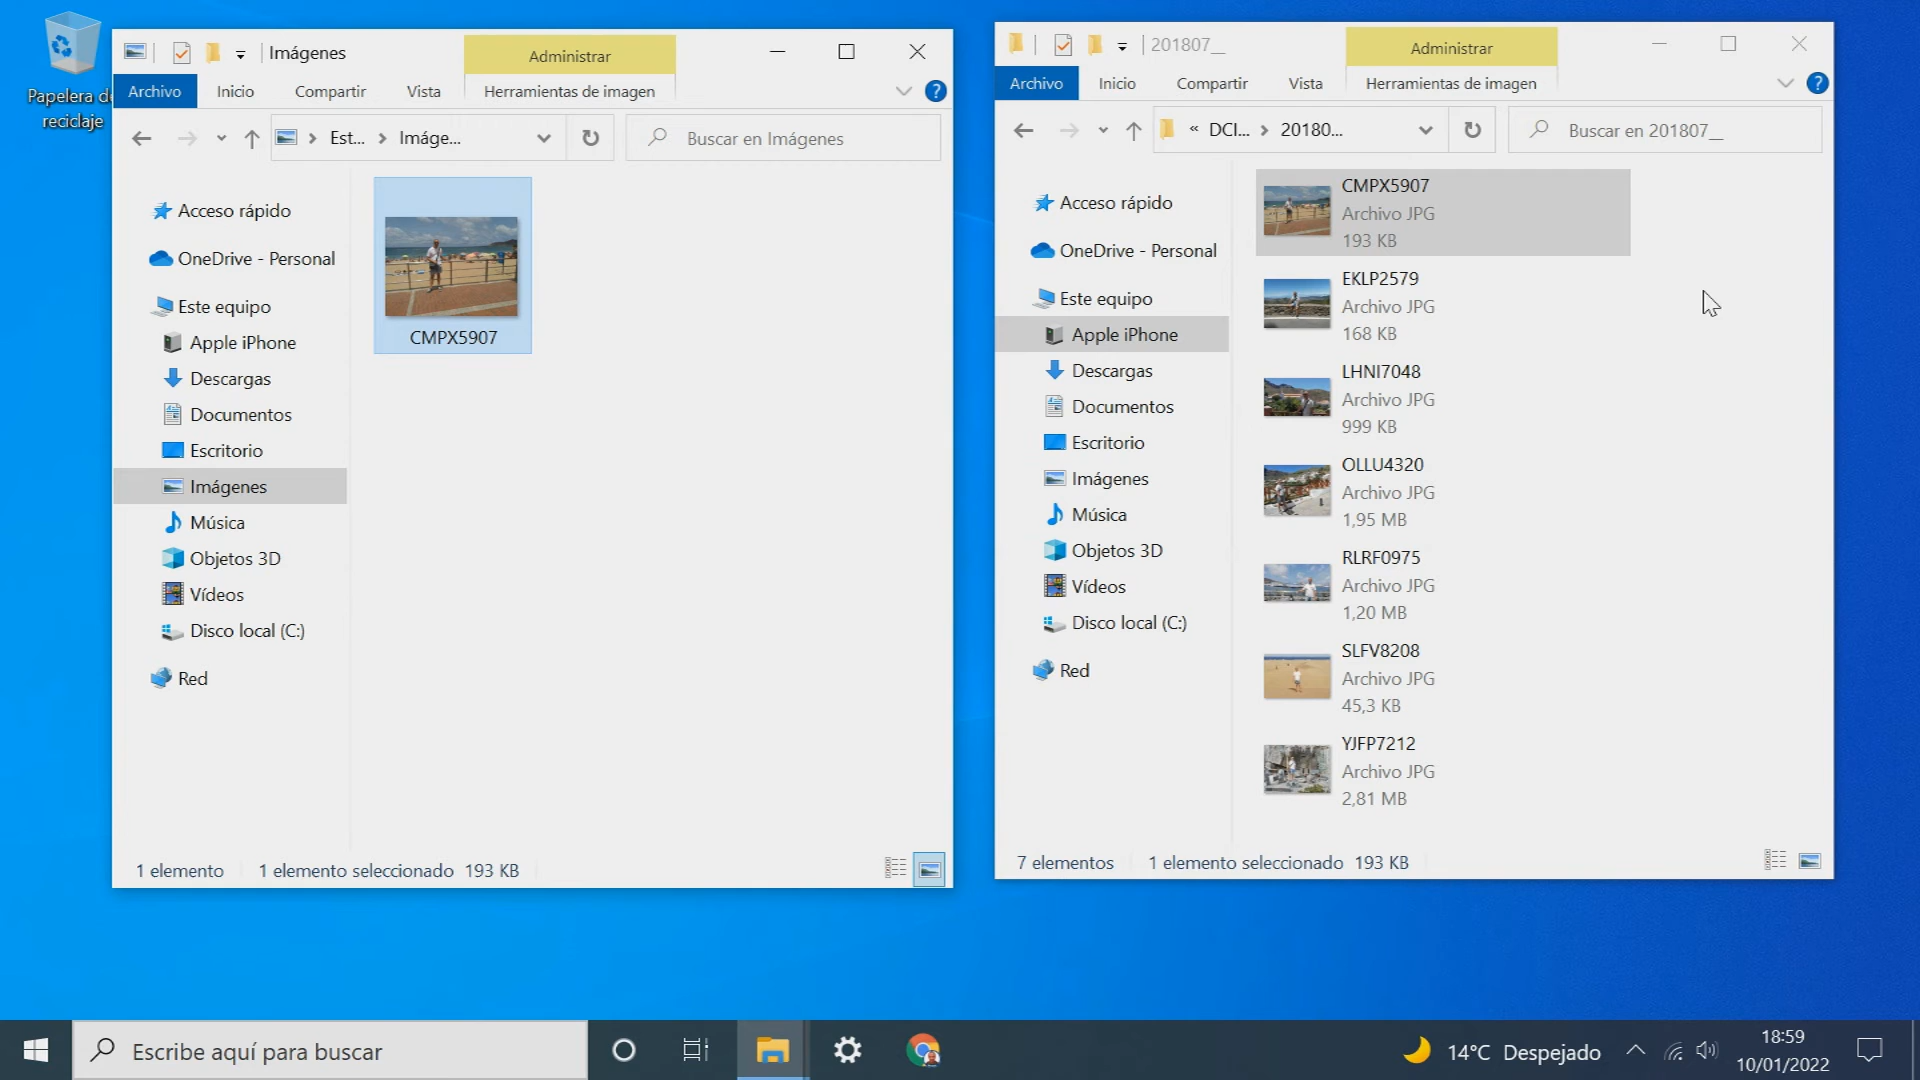 Papelera de
reciclaje
Imágenes
Administrar
Archivo
Inicio
Compartir
Vista
Herramientas de imagen
Est...
Imáge...
Buscar en Imágenes
Acceso rápido
OneDrive - Personal
Este equipo
Apple iPhone
Descargas
Documentos
Escritorio
Imágenes
Música
Objetos 3D
Vídeos
Disco local (C:)
Red
CMPX5907
1 elemento
1 elemento seleccionado 193 KB
201807__
Administrar
Archivo
Inicio
Compartir
Vista
Herramientas de imagen
« DCI...
20180...
Buscar en 201807__
Acceso rápido
OneDrive - Personal
Este equipo
Apple iPhone
Descargas
Documentos
Escritorio
Imágenes
Música
Objetos 3D
Vídeos
Disco local (C:)
Red
CMPX5907
Archivo JPG
193 KB
EKLP2579
Archivo JPG
168 KB
LHNI7048
Archivo JPG
999 KB
OLLU4320
Archivo JPG
1,95 MB
RLRF0975
Archivo JPG
1,20 MB
SLFV8208
Archivo JPG
45,3 KB
YJFP7212
Archivo JPG
2,81 MB
7 elementos
1 elemento seleccionado 193 KB
Escribe aquí para buscar
14°C Despejado
18:59
10/01/2022